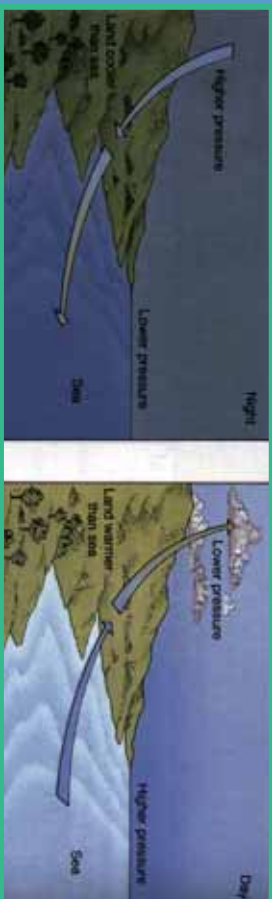 Night
Higher pressure
Land cooler
than sea
Lower pressure
Sea
Day
Lower pressure
Land warmer
than sea
Higher pressure
Sea